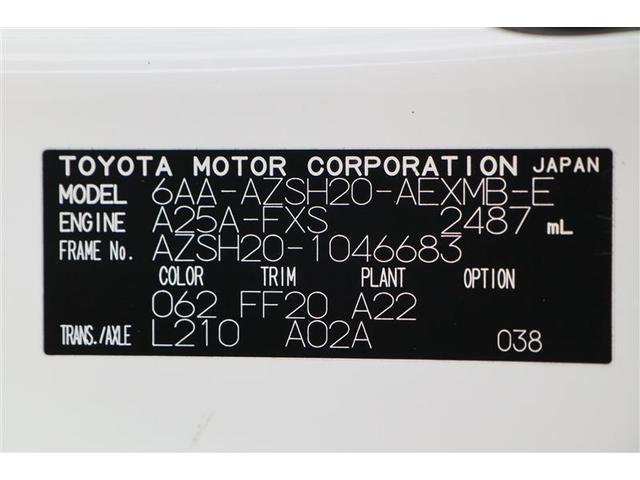 TOYOTA MOTOR CORPORATION JAPAN
MODEL 6AA-AZSH20-AEXMB-E
ENGINE A25A-FXS 2487 mL
FRAME No. AZSH20-1046683
COLOR TRIM PLANT OPTION
062 FF20 A22
TRANS./AXLE L210 A02A 038